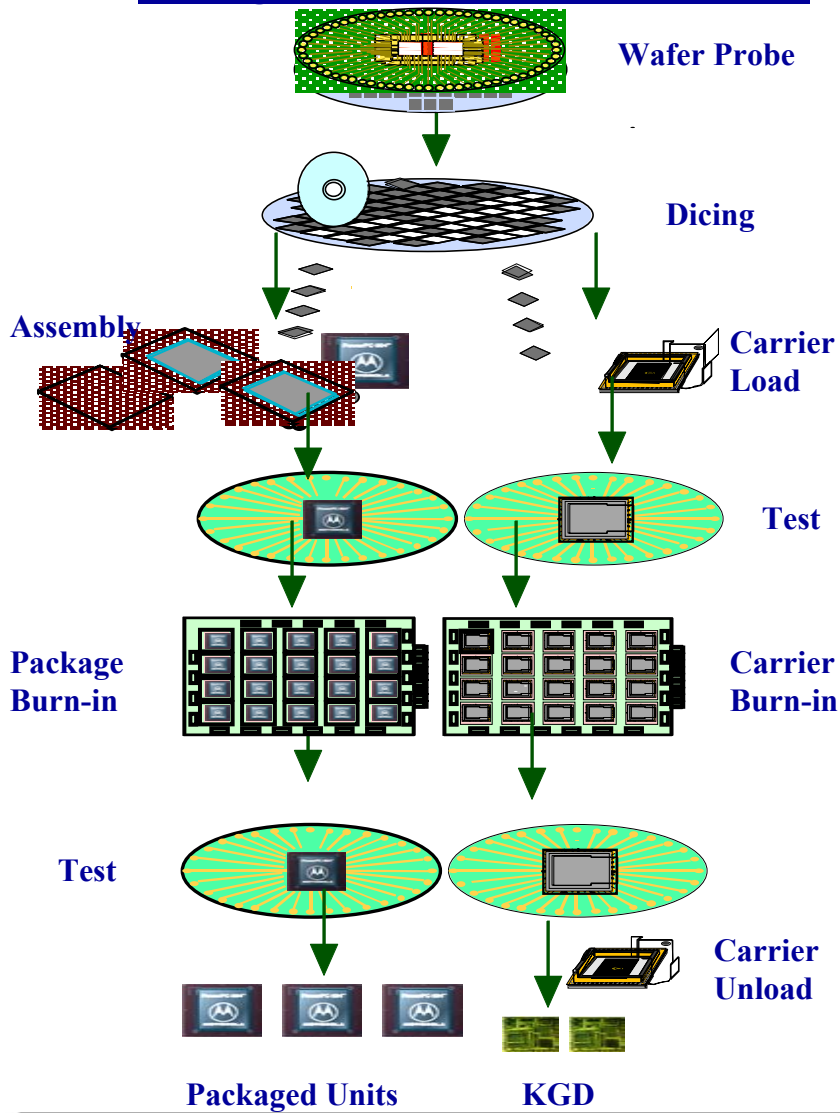 Wafer Probe
Dicing
Assembly
Carrier
Load
Test
Package
Burn-in
Carrier
Burn-in
Test
Carrier
Unload
MOTOROLA
Packaged Units
KGD